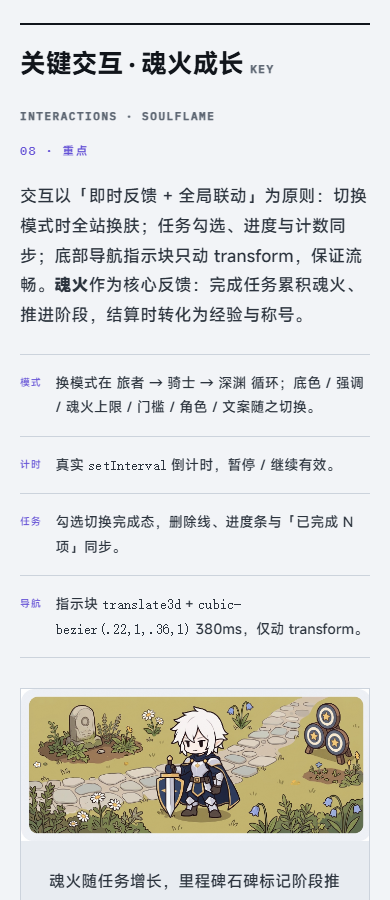 关键交互 · 魂火成长 KEY
INTERACTIONS · SOULFLAME
08 · 重点
交互以「即时反馈 + 全局联动」为原则：切换
模式时全站换肤；任务勾选、进度与计数同
步；底部导航指示块只动 transform，保证流
畅。魂火作为核心反馈：完成任务累积魂火、
推进阶段，结算时转化为经验与称号。
模式 换模式在 旅者 → 骑士 → 深渊 循环；底色 / 强调
/ 魂火上限 / 门槛 / 角色 / 文案随之切换。
计时 真实 setInterval 倒计时，暂停 / 继续有效。
任务 勾选切换完成态，删除线、进度条与「已完成 N
项」同步。
导航 指示块 translate3d + cubic-
bezier(.22,1,.36,1) 380ms，仅动 transform。
魂火随任务增长，里程碑石碑标记阶段推